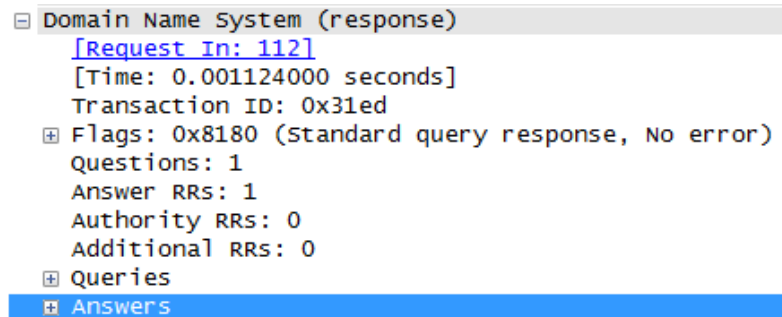 Domain Name System (response)
[Request In: 112]
[Time: 0.001124000 seconds]
Transaction ID: 0x31ed
Flags: 0x8180 (Standard query response, No error)
Questions: 1
Answer RRs: 1
Authority RRs: 0
Additional RRs: 0
Queries
Answers